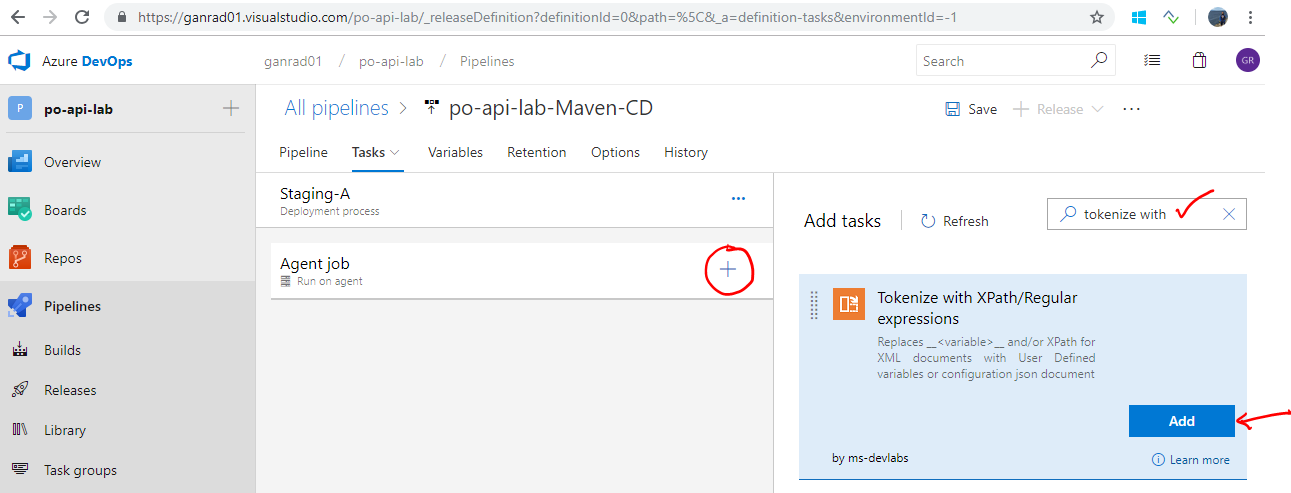 https://ganrad01.visualstudio.com/po-api-lab/_releaseDefinition?definitionId=0&path=%5C&_a=definition-tasks&environmentId=-1
Azure DevOps
ganrad01 / po-api-lab / Pipelines
Search
GR
P po-api-lab
All pipelines > po-api-lab-Maven-CD
Save
Release
Overview
Pipeline
Tasks
Variables
Retention
Options
History
Boards
Staging-A
Deployment process
Add tasks
Refresh
tokenize with
Repos
Agent job
Run on agent
Pipelines
Tokenize with XPath/Regular
expressions
Replaces __<variable>__ and/or XPath for
XML documents with User Defined
variables or configuration json document
Builds
Releases
Add
Library
by ms-devlabs
Learn more
Task groups